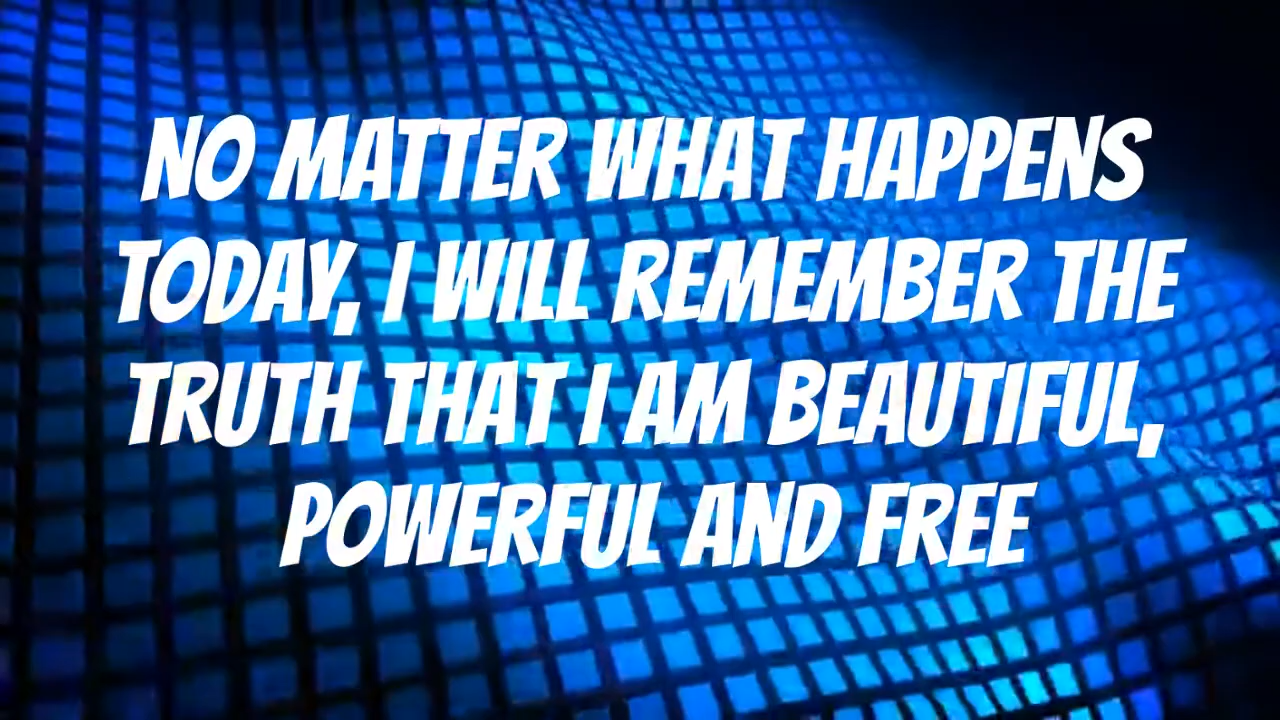 NO MATTER WHAT HAPPENS
TODAY, I WILL REMEMBER THE
TRUTH THAT I AM BEAUTIFUL,
POWERFUL AND FREE